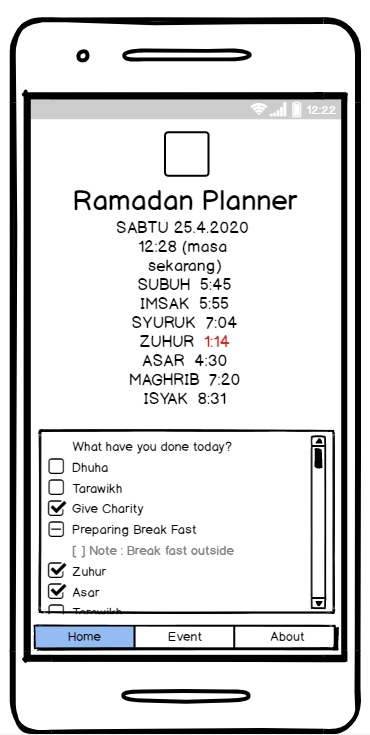 12:22
Ramadan Planner
SABTU 25.4.2020
12:28 (masa
sekarang)
SUBUH 5:45
IMSAK 5:55
SYURUK 7:04
ZUHUR 1:14
ASAR 4:30
MAGHRIB 7:20
ISYAK 8:31
What have you done today?
Dhuha
Tarawikh
Give Charity
Preparing Break Fast
[ ] Note : Break fast outside
Zuhur
Asar
Tarawikh
Home Event About